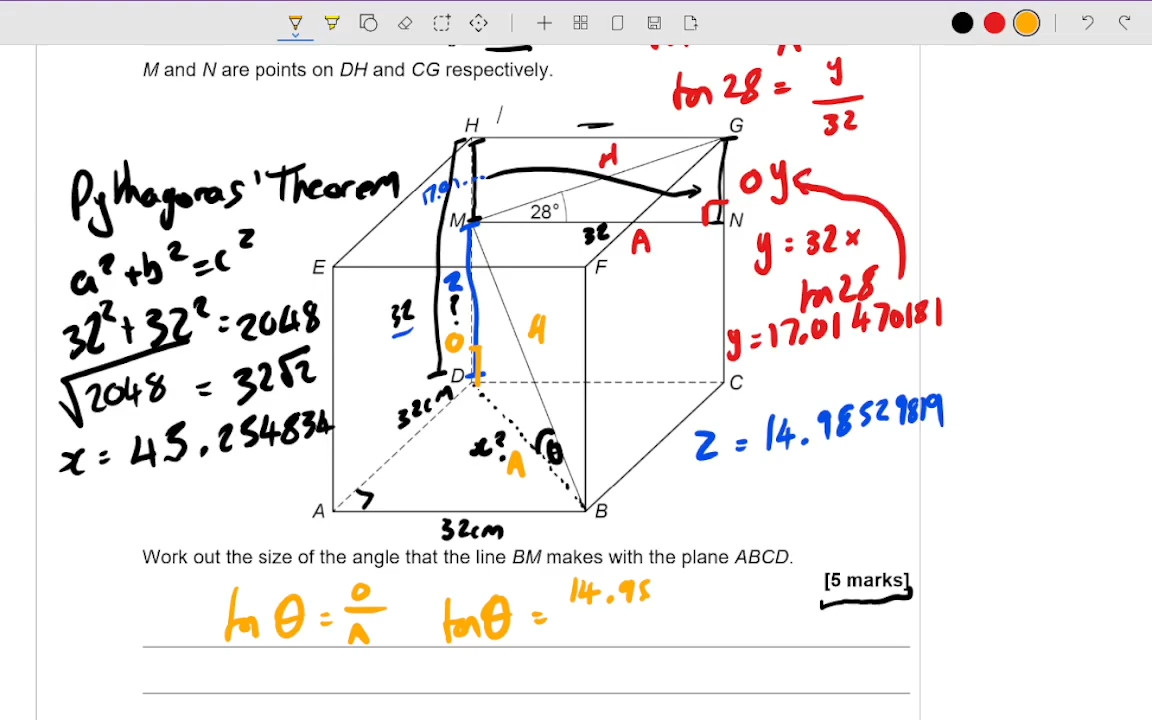 M and N are points on DH and CG respectively.
tan 28 = y
32
H
G
Pythagoras' Theorem
H
O y
17.01...
M
28°
32
A
N
a² + b² = c²
E
F
y = 32 ×
tan 28
z
?
32
H
32² + 32² = 2048
O
y = 17.01470181
√2048 = 32√2
D
C
32cm
z = 14.98529819
x = 45.254834
x?
A
θ
A
B
32cm
Work out the size of the angle that the line BM makes with the plane ABCD.
[5 marks]
tan θ = O
A
tan θ = 14.95